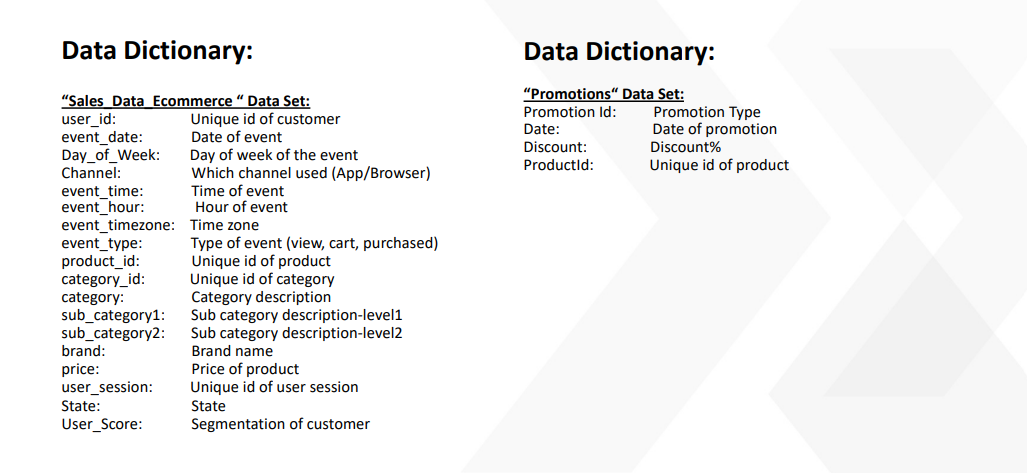 Data Dictionary:
“Sales_Data_Ecommerce “ Data Set:
user_id: Unique id of customer
event_date: Date of event
Day_of_Week: Day of week of the event
Channel: Which channel used (App/Browser)
event_time: Time of event
event_hour: Hour of event
event_timezone: Time zone
event_type: Type of event (view, cart, purchased)
product_id: Unique id of product
category_id: Unique id of category
category: Category description
sub_category1: Sub category description-level1
sub_category2: Sub category description-level2
brand: Brand name
price: Price of product
user_session: Unique id of user session
State: State
User_Score: Segmentation of customer
Data Dictionary:
“Promotions“ Data Set:
Promotion Id: Promotion Type
Date: Date of promotion
Discount: Discount%
ProductId: Unique id of product